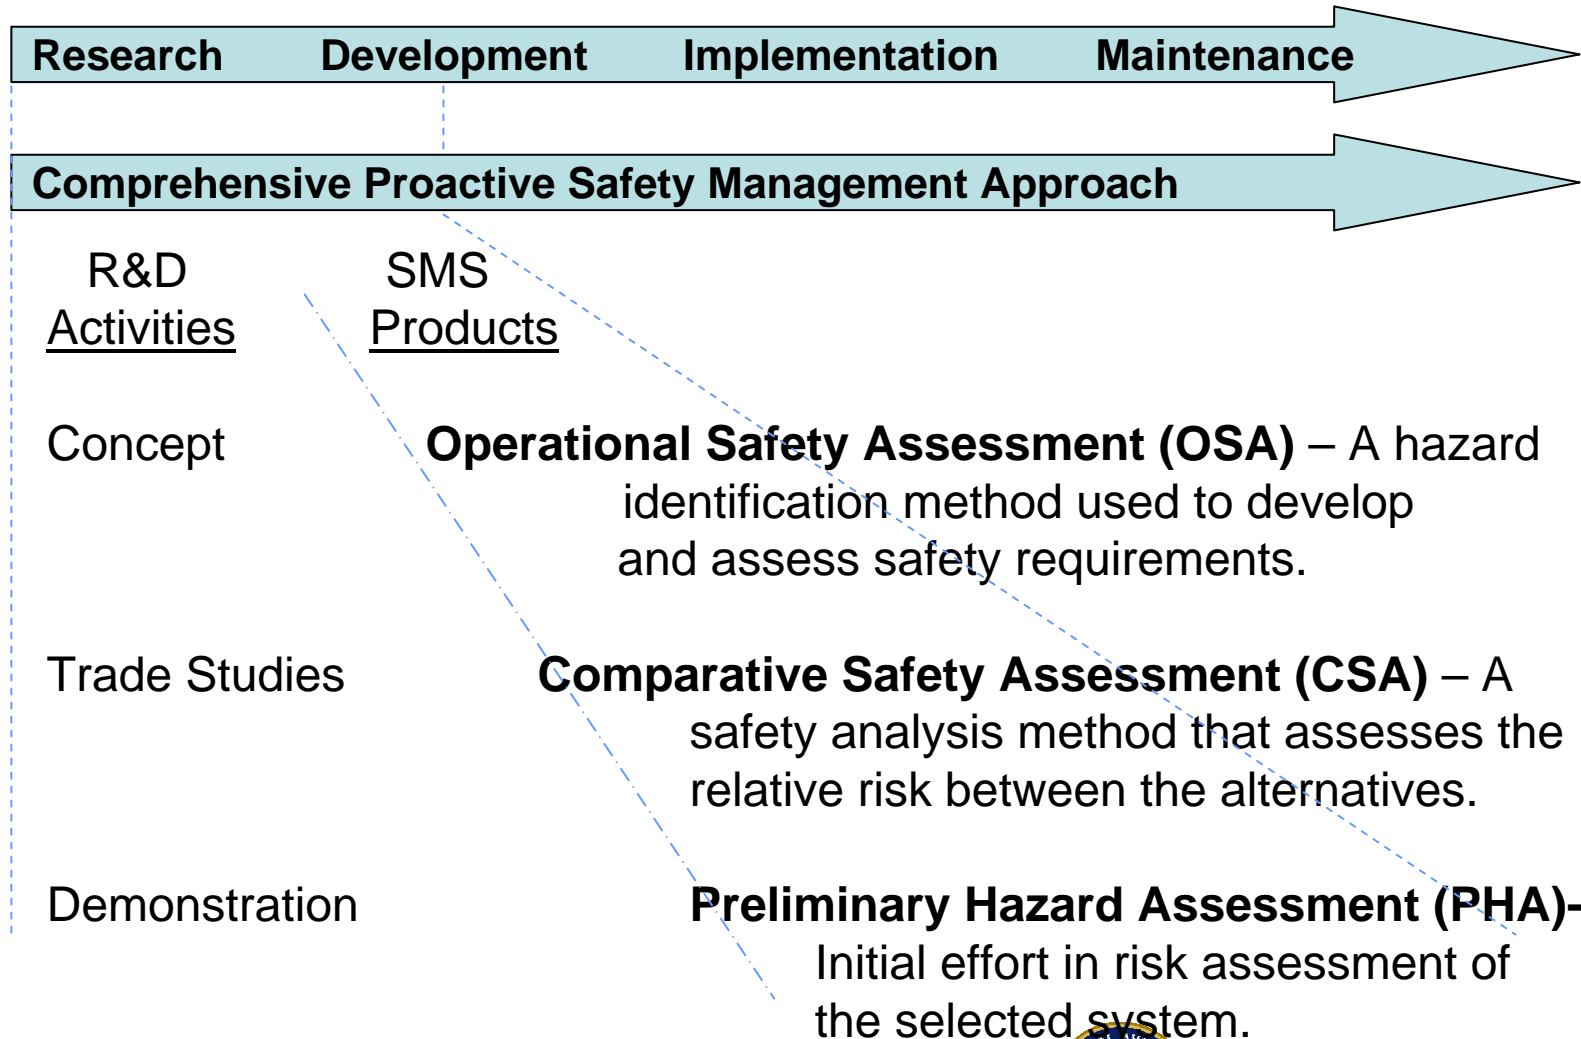 Research Development Implementation Maintenance
Comprehensive Proactive Safety Management Approach
R&D SMS
Activities Products
Concept Operational Safety Assessment (OSA) – A hazard
identification method used to develop
and assess safety requirements.
Trade Studies Comparative Safety Assessment (CSA) – A
safety analysis method that assesses the
relative risk between the alternatives.
Demonstration Preliminary Hazard Assessment (PHA)-
Initial effort in risk assessment of
the selected system.